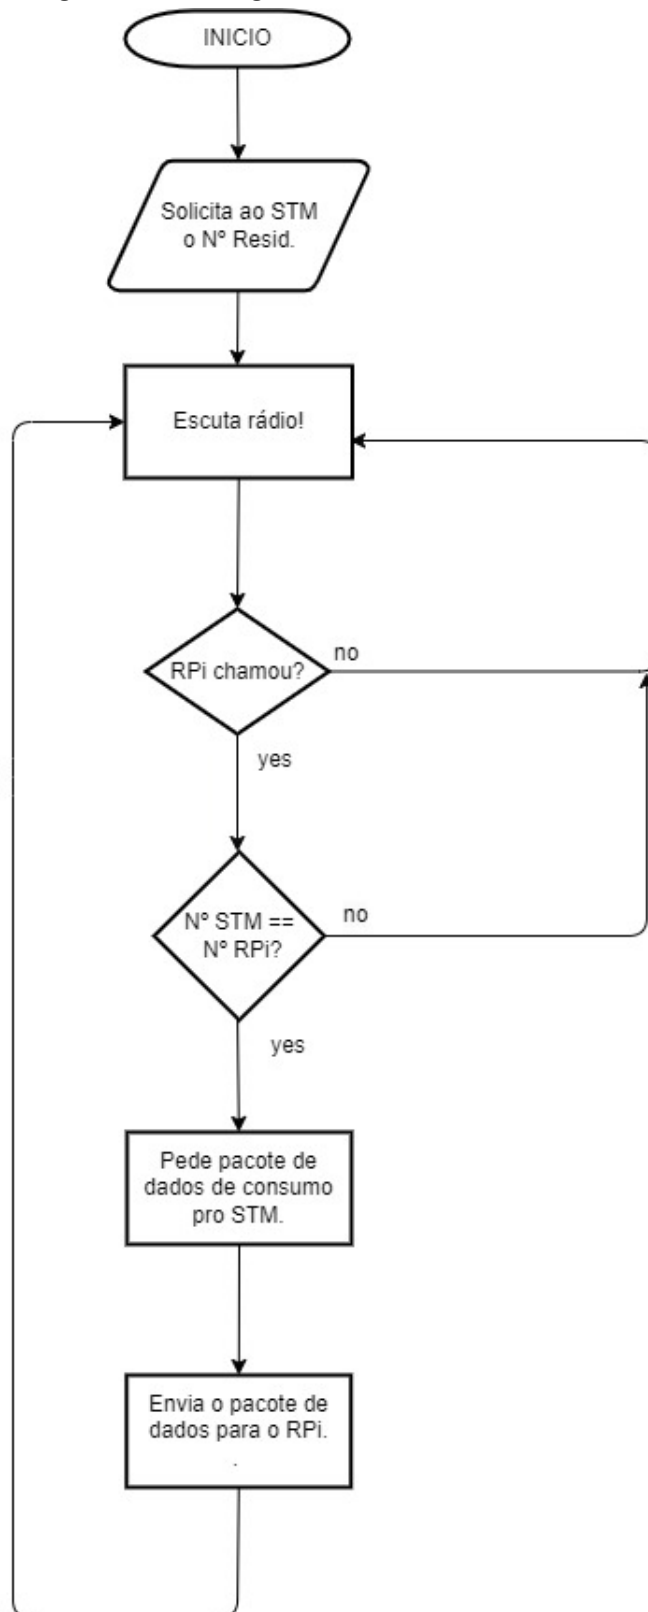 INICIO
Solicita ao STM
o Nº Resid.
Escuta rádio!
RPi chamou?
no
yes
Nº STM ==
Nº RPi?
no
yes
Pede pacote de
dados de consumo
pro STM.
Envia o pacote de
dados para o RPi.
.